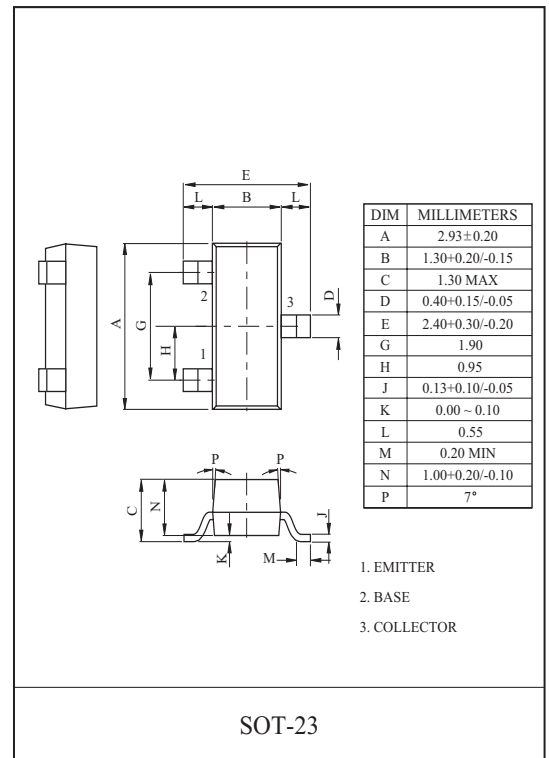 E
L B L
2
3
D
A
G
H
1
DIM MILLIMETERS
A 2.93±0.20
B 1.30+0.20/-0.15
C 1.30 MAX
D 0.40+0.15/-0.05
E 2.40+0.30/-0.20
G 1.90
H 0.95
J 0.13+0.10/-0.05
K 0.00 ~ 0.10
L 0.55
M 0.20 MIN
N 1.00+0.20/-0.10
P 7°
P P
C
N
K
M
J
1. EMITTER
2. BASE
3. COLLECTOR
SOT-23